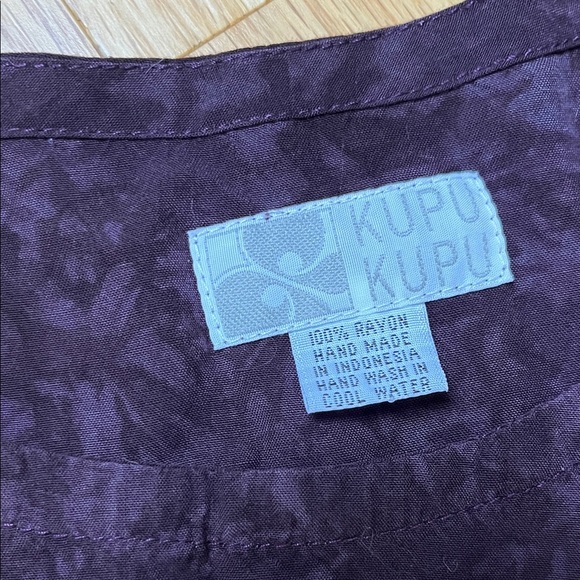 KUPU
KUPU
100% RAYON
HAND MADE
IN INDONESIA
HAND WASH IN
COOL WATER